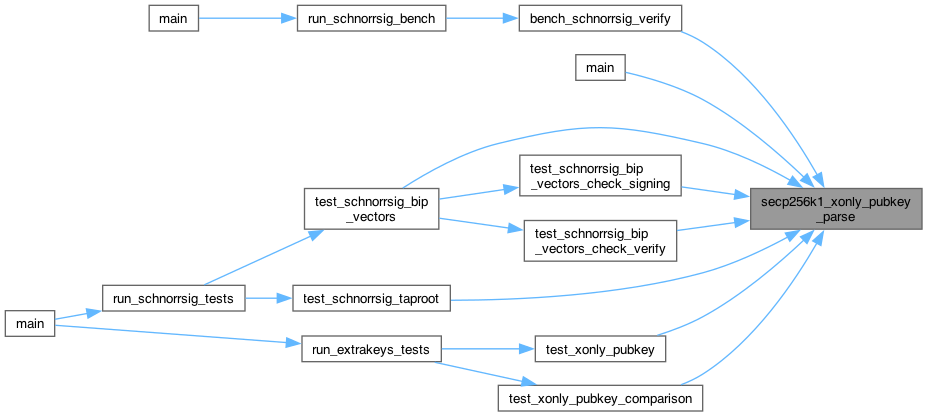 main
run_schnorrsig_bench
bench_schnorrsig_verify
main
test_schnorrsig_bip
_vectors_check_signing
test_schnorrsig_bip
_vectors
secp256k1_xonly_pubkey
_parse
test_schnorrsig_bip
_vectors_check_verify
run_schnorrsig_tests
test_schnorrsig_taproot
main
run_extrakeys_tests
test_xonly_pubkey
test_xonly_pubkey_comparison